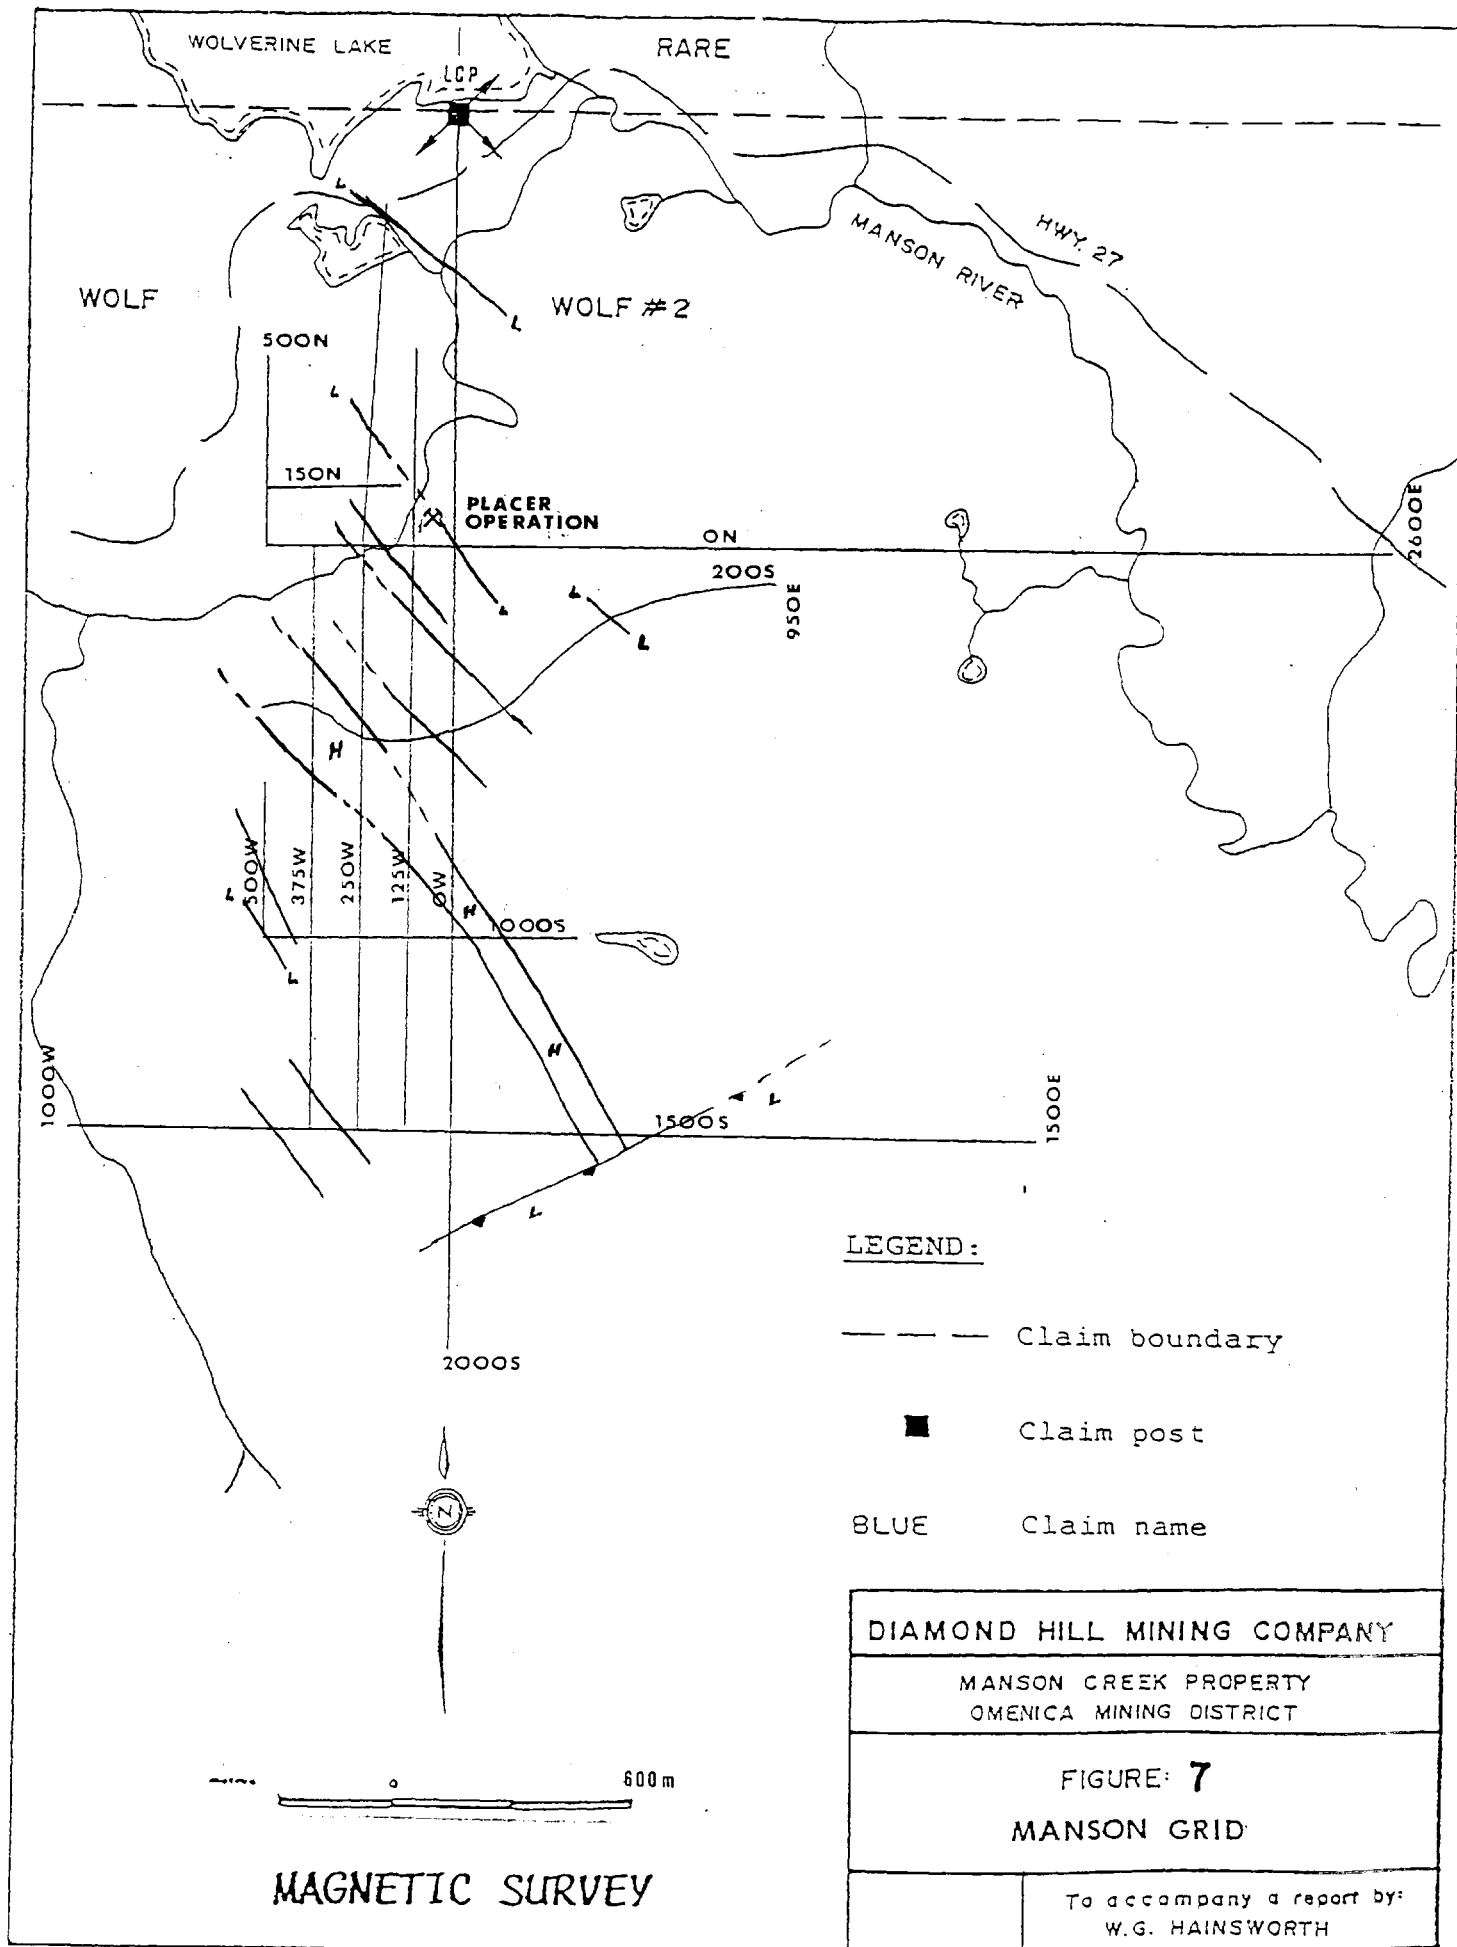 WOLVERINE LAKE
RARE
LCP
HWY. 27
MANSON RIVER
WOLF
WOLF #2
L
L
500N
L
150N
PLACER
OPERATION
0N
2600E
200S
950E
L
L
L
H
500W
375W
250W
125W
0W
L
H
1000S
L
H
1000W
1500S
L
1500E
L
2000S
N
LEGEND:
Claim boundary
Claim post
BLUE Claim name
0 600m
MAGNETIC SURVEY
DIAMOND HILL MINING COMPANY
MANSON CREEK PROPERTY
OMENICA MINING DISTRICT
FIGURE: 7
MANSON GRID
To accompany a report by:
W.G. HAINSWORTH